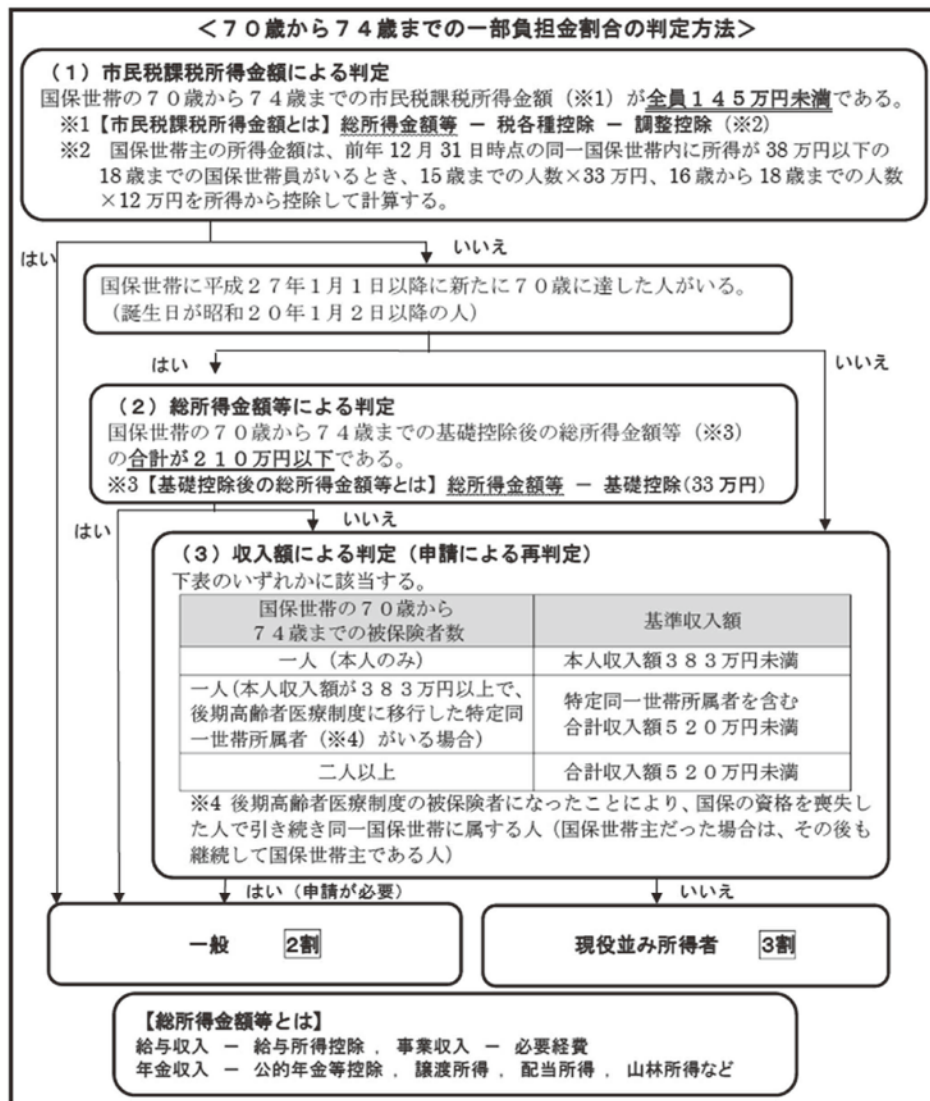 ＜７０歳から７４歳までの一部負担金割合の判定方法＞
（１）市民税課税所得金額による判定
国保世帯の７０歳から７４歳までの市民税課税所得金額（※1）が全員１４５万円未満である。
※1【市民税課税所得金額とは】総所得金額等 － 税各種控除 － 調整控除（※2）
※2　国保世帯主の所得金額は、前年 12 月 31 日時点の同一国保世帯内に所得が 38 万円以下の
18 歳までの国保世帯員がいるとき、15 歳までの人数×33 万円、16 歳から 18 歳までの人数
×12 万円を所得から控除して計算する。
はい
いいえ
国保世帯に平成２７年１月１日以降に新たに７０歳に達した人がいる。
（誕生日が昭和２０年１月２日以降の人）
はい
いいえ
（２）総所得金額等による判定
国保世帯の７０歳から７４歳までの基礎控除後の総所得金額等（※3）
の合計が２１０万円以下である。
※3【基礎控除後の総所得金額等とは】総所得金額等 － 基礎控除(33 万円)
はい
いいえ
（３）収入額による判定（申請による再判定）
下表のいずれかに該当する。
国保世帯の７０歳から
７４歳までの被保険者数
基準収入額
一人（本人のみ）
本人収入額３８３万円未満
一人（本人収入額が３８３万円以上で、
後期高齢者医療制度に移行した特定同
一世帯所属者（※4）がいる場合）
特定同一世帯所属者を含む
合計収入額５２０万円未満
二人以上
合計収入額５２０万円未満
※4 後期高齢者医療制度の被保険者になったことにより、国保の資格を喪失し
た人で引き続き同一国保世帯に属する人（国保世帯主だった場合は、その後も
継続して国保世帯主である人）
はい（申請が必要）
いいえ
一般　2割
現役並み所得者　3割
【総所得金額等とは】
給与収入 － 給与所得控除 ，事業収入 － 必要経費
年金収入 － 公的年金等控除 ，譲渡所得 ，配当所得 ，山林所得など